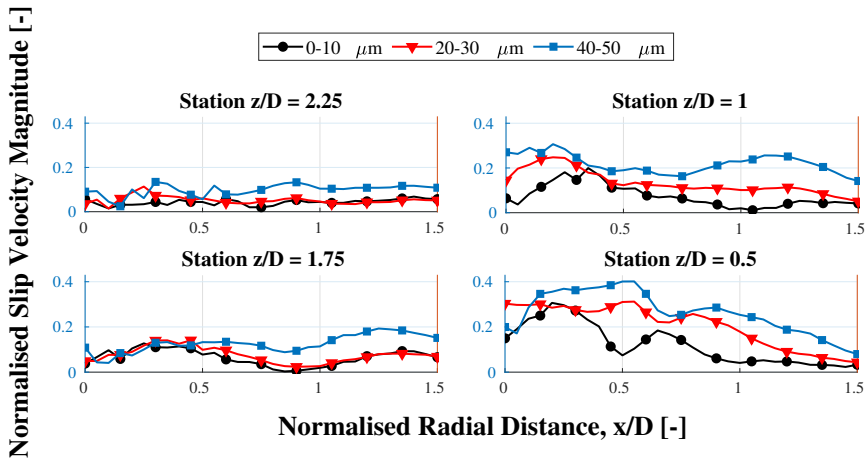 Normalised Slip Velocity Magnitude [-]
0-10 μm 20-30 μm 40-50 μm
Station z/D = 2.25
0.4
0.2
0
0 0.5 1 1.5
Station z/D = 1
0.4
0.2
0
0 0.5 1 1.5
Station z/D = 1.75
0.4
0.2
0
0 0.5 1 1.5
Station z/D = 0.5
0.4
0.2
0
0 0.5 1 1.5
Normalised Radial Distance, x/D [-]